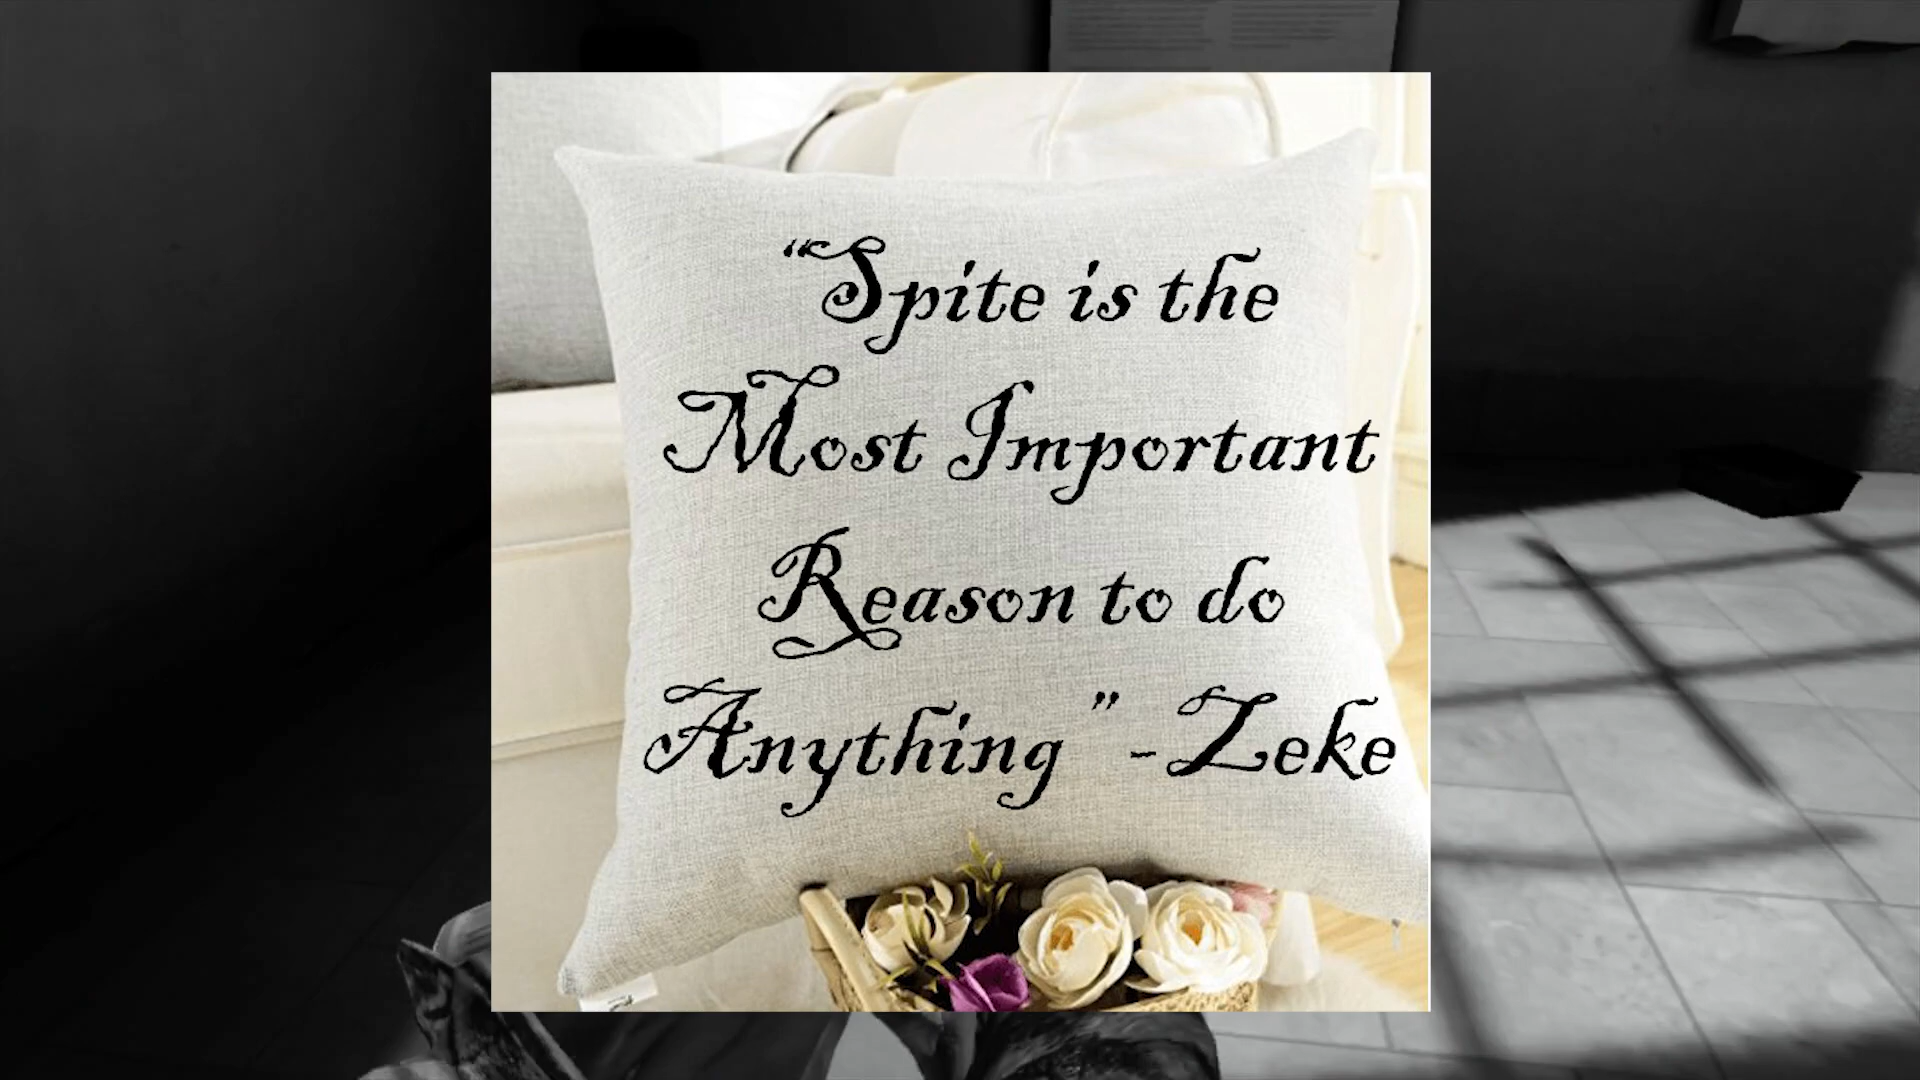 “Spite is the
Most Important
Reason to do
Anything ” -Zeke